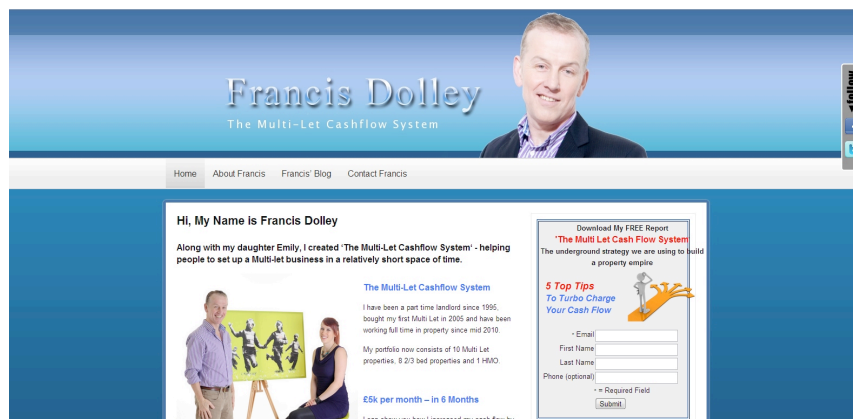 Francis Dolley
The Multi-Let Cashflow System
follow
Home About Francis Francis' Blog Contact Francis
Hi, My Name is Francis Dolley
Along with my daughter Emily, I created 'The Multi-Let Cashflow System' - helping
people to set up a Multi-let business in a relatively short space of time.
The Multi-Let Cashflow System
I have been a part time landlord since 1995,
bought my first Multi Let in 2005 and have been
working full time in property since mid 2010.
My portfolio now consists of 10 Multi Let
properties, 8 2/3 bed properties and 1 HMO.
£5k per month – in 6 Months
Download My FREE Report
"The Multi Let Cash Flow System
The underground strategy we are using to build
a property empire
5 Top Tips
To Turbo Charge
Your Cash Flow
* Email
First Name
Last Name
Phone (optional)
* = Required Field
Submit